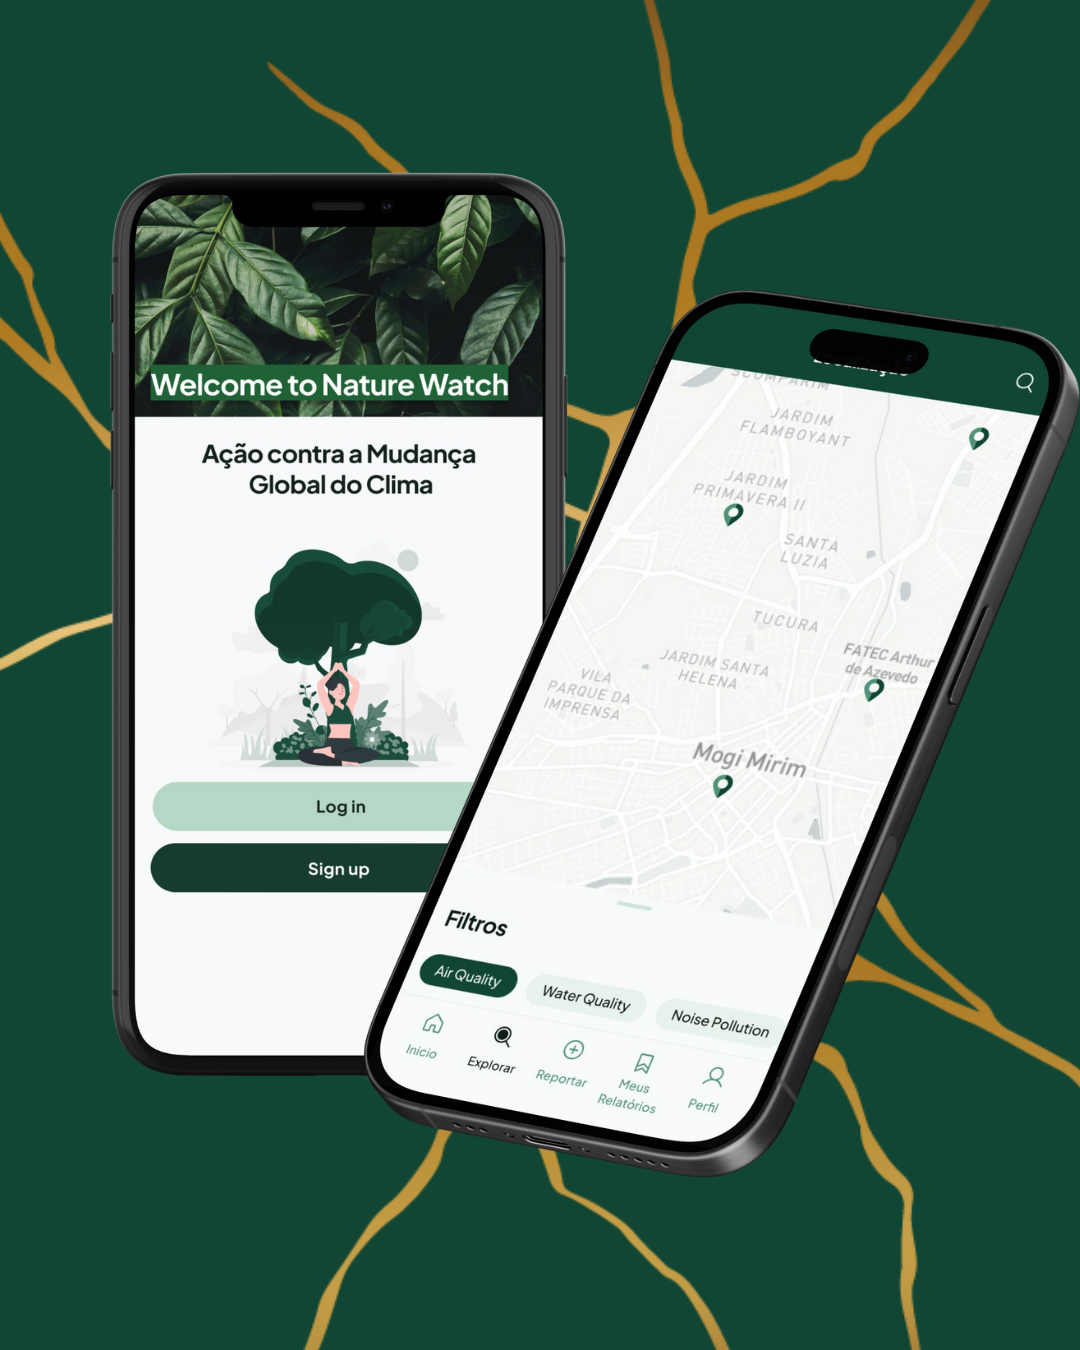 Welcome to Nature Watch
Ação contra a Mudança
Global do Clima
Log in
Sign up
JARDIM
FLAMBOYANT
JARDIM
PRIMAVERA II
SANTA
LUZIA
TUCURA
FATEC Arthur
de Azevedo
JARDIM SANTA
HELENA
VILA
PARQUE DA
IMPRENSA
Mogi Mirim
Filtros
Air Quality
Water Quality
Noise Pollution
Inicio
Explorar
Reportar
Meus
Relatórios
Perfil